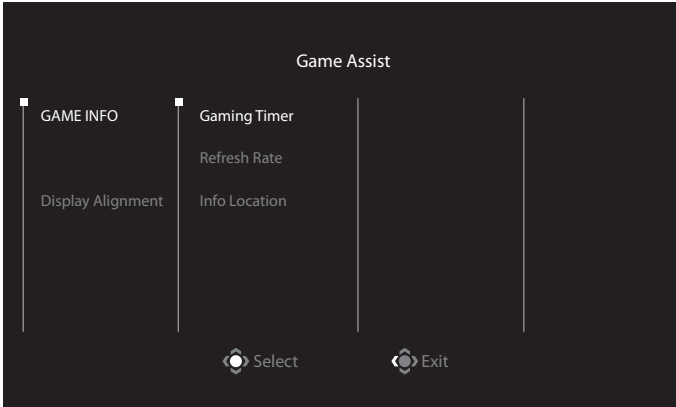 Game Assist
GAME INFO
Gaming Timer
Refresh Rate
Display Alignment
Info Location
Select
Exit